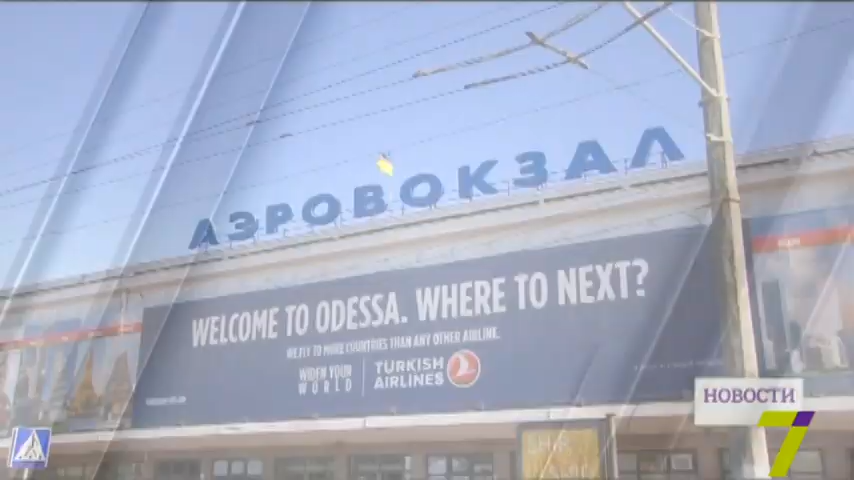 АЭРОВОКЗАЛ
WELCOME TO ODESSA. WHERE TO NEXT?
WE FLY TO MORE COUNTRIES THAN ANY OTHER AIRLINE.
WIDEN YOUR
WORLD
TURKISH
AIRLINES
НОВОСТИ
7